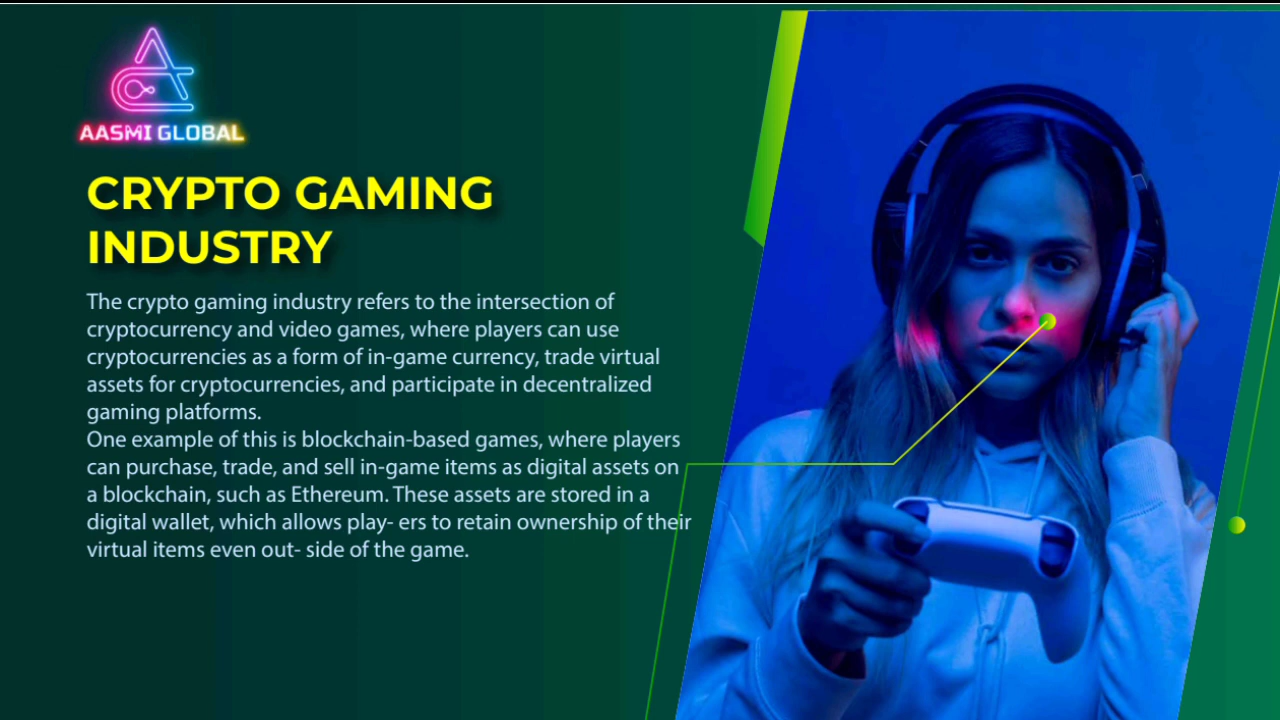 AASMI GLOBAL
CRYPTO GAMING
INDUSTRY
The crypto gaming industry refers to the intersection of
cryptocurrency and video games, where players can use
cryptocurrencies as a form of in-game currency, trade virtual
assets for cryptocurrencies, and participate in decentralized
gaming platforms.
One example of this is blockchain-based games, where players
can purchase, trade, and sell in-game items as digital assets on
a blockchain, such as Ethereum. These assets are stored in a
digital wallet, which allows play- ers to retain ownership of their
virtual items even out- side of the game.